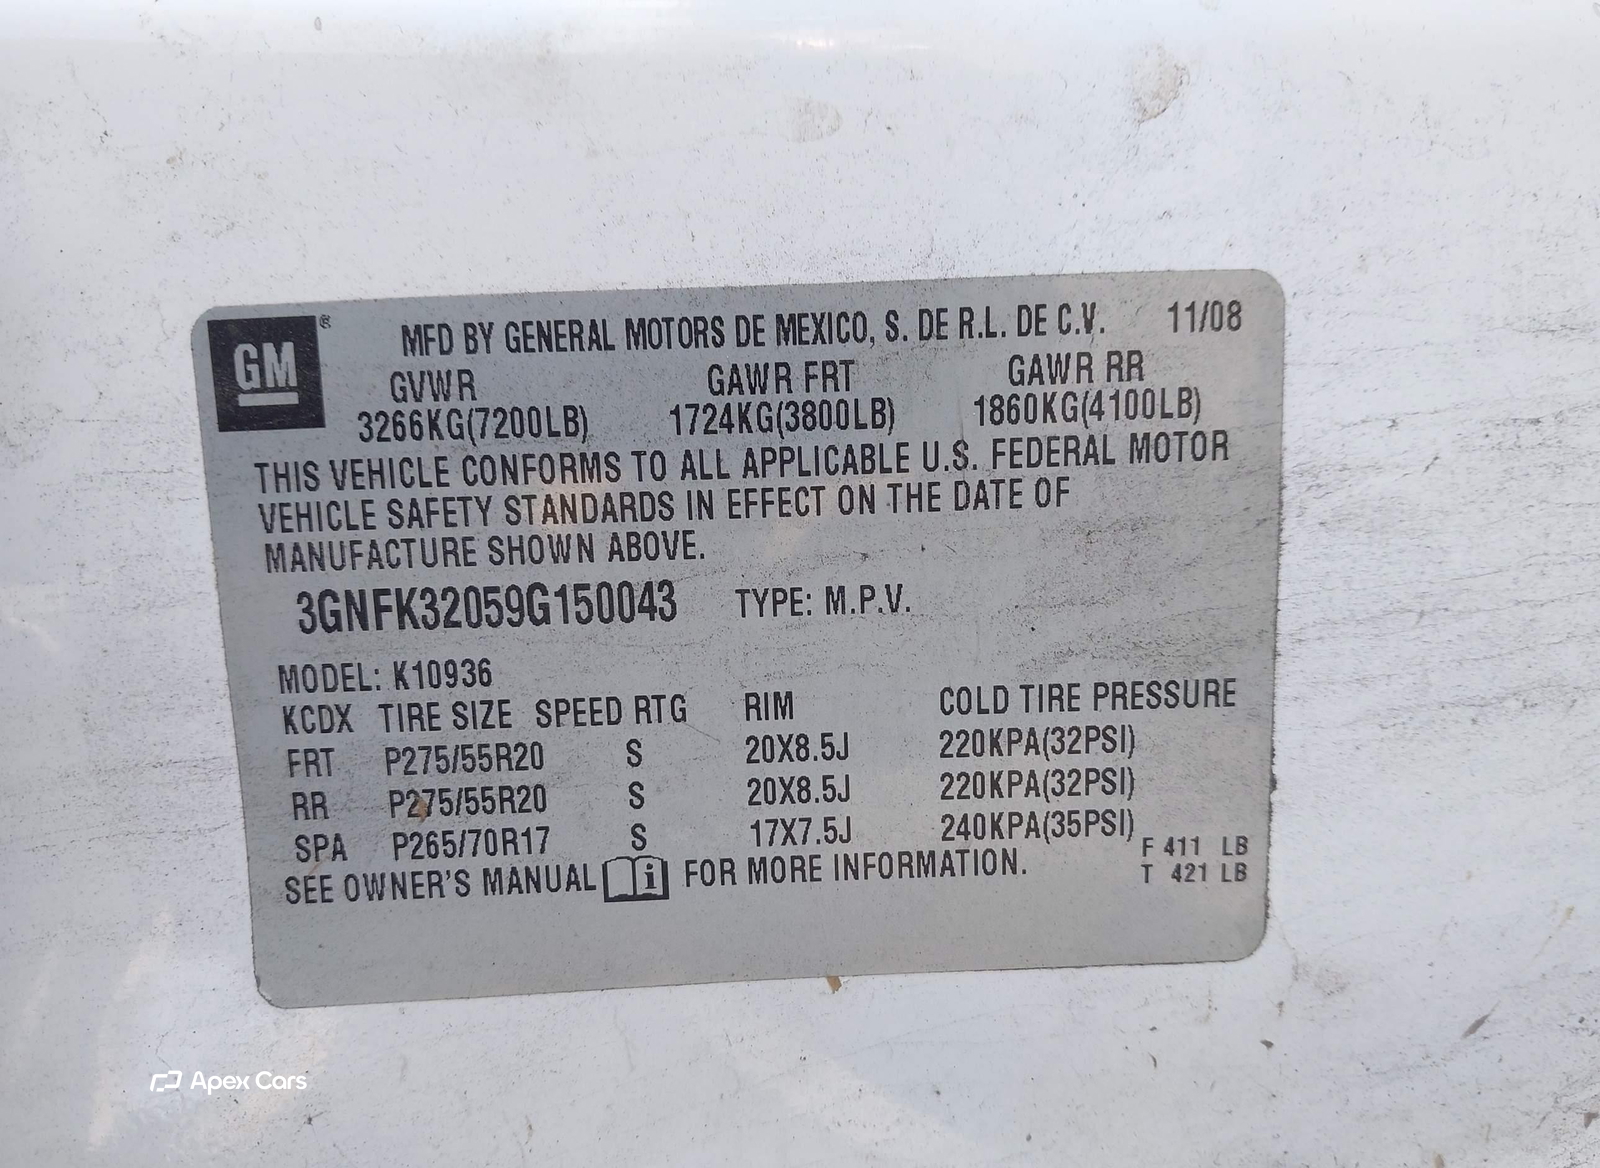 GM ® MFD BY GENERAL MOTORS DE MEXICO, S. DE R.L. DE C.V. 11/08
GVWR GAWR FRT GAWR RR
3266KG(7200LB) 1724KG(3800LB) 1860KG(4100LB)
THIS VEHICLE CONFORMS TO ALL APPLICABLE U.S. FEDERAL MOTOR
VEHICLE SAFETY STANDARDS IN EFFECT ON THE DATE OF
MANUFACTURE SHOWN ABOVE.
3GNFK32059G150043 TYPE: M.P.V.
MODEL: K10936
KCDX TIRE SIZE SPEED RTG RIM COLD TIRE PRESSURE
FRT P275/55R20 S 20X8.5J 220KPA(32PSI)
RR P275/55R20 S 20X8.5J 220KPA(32PSI)
SPA P265/70R17 S 17X7.5J 240KPA(35PSI)
F 411 LB
SEE OWNER'S MANUAL i FOR MORE INFORMATION. T 421 LB
Apex Cars